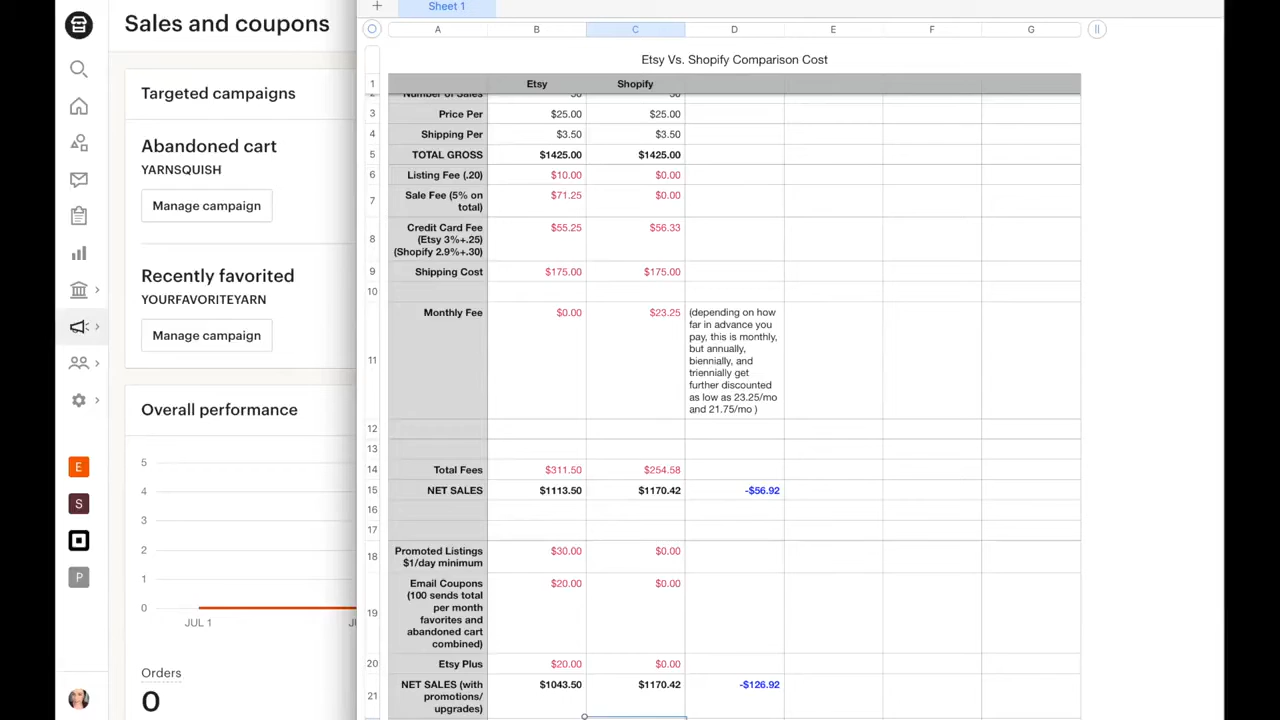 Sales and coupons
Targeted campaigns
Abandoned cart
YARNSQUISH
Manage campaign
Recently favorited
YOURFAVORITEYARN
Manage campaign
Overall performance
5
4
3
2
1
0
JUL 1
Orders
0
E
S
P
Sheet 1
A B C D E F G
Etsy Vs. Shopify Comparison Cost
1 Etsy Shopify
2 Number of Sales 50 50
3 Price Per $25.00 $25.00
4 Shipping Per $3.50 $3.50
5 TOTAL GROSS $1425.00 $1425.00
6 Listing Fee (.20) $10.00 $0.00
7 Sale Fee (5% on $71.25 $0.00
total)
8 Credit Card Fee $55.25 $56.33
(Etsy 3%+.25)
(Shopify 2.9%+.30)
9 Shipping Cost $175.00 $175.00
10
11 Monthly Fee $0.00 $23.25 (depending on how
far in advance you
pay, this is monthly,
but annually,
biennially, and
triennially get
further discounted
as low as 23.25/mo
and 21.75/mo )
12
13
14 Total Fees $311.50 $254.58
15 NET SALES $1113.50 $1170.42 -$56.92
16
17
18 Promoted Listings $30.00 $0.00
$1/day minimum
19 Email Coupons $20.00 $0.00
(100 sends total
per month
favorites and
abandoned cart
combined)
20 Etsy Plus $20.00 $0.00
21 NET SALES (with $1043.50 $1170.42 -$126.92
promotions/
upgrades)